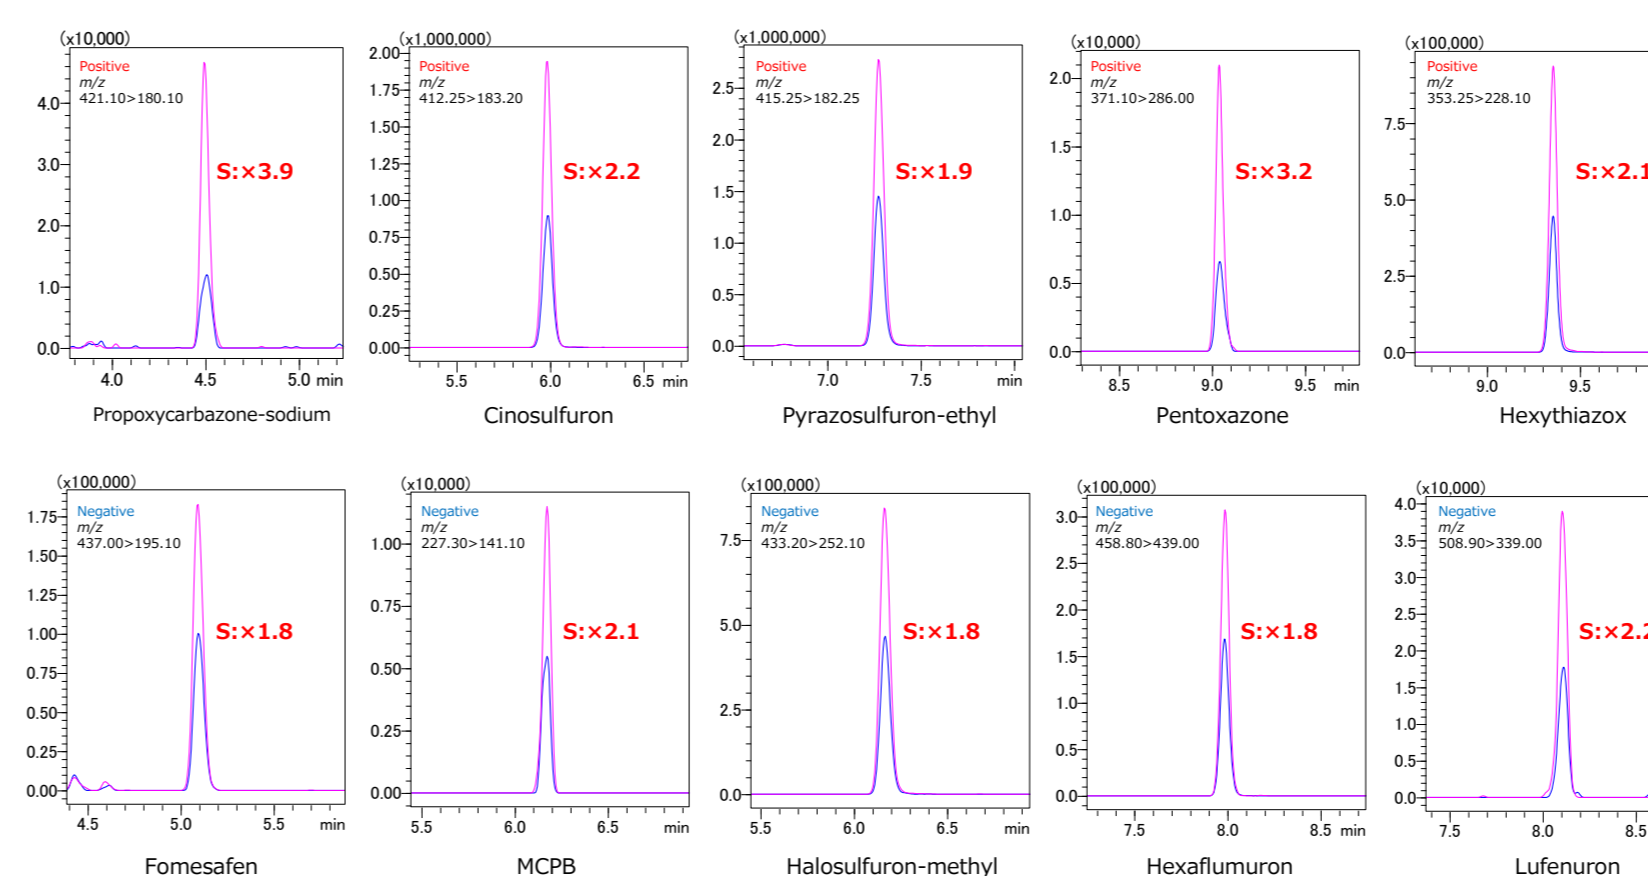 (x10,000)
Positive
m/z
421.10>180.10
S:×3.9
4.0
3.0
2.0
1.0
0.0
4.0 4.5 5.0 min
Propoxycarbazone-sodium
(x1,000,000)
Positive
m/z
412.25>183.20
S:×2.2
2.00
1.75
1.50
1.25
1.00
0.75
0.50
0.25
0.00
5.5 6.0 6.5 min
Cinosulfuron
(x1,000,000)
Positive
m/z
415.25>182.25
S:×1.9
2.5
2.0
1.5
1.0
0.5
0.0
7.0 7.5 min
Pyrazosulfuron-ethyl
(x10,000)
Positive
m/z
371.10>286.00
S:×3.2
2.0
1.5
1.0
0.5
0.0
8.5 9.0 9.5 min
Pentoxazone
(x100,000)
Positive
m/z
353.25>228.10
S:×2.1
7.5
5.0
2.5
0.0
9.0 9.5
Hexythiazox
(x100,000)
Negative
m/z
437.00>195.10
S:×1.8
1.75
1.50
1.25
1.00
0.75
0.50
0.25
0.00
4.5 5.0 5.5 min
Fomesafen
(x10,000)
Negative
m/z
227.30>141.10
S:×2.1
1.00
0.75
0.50
0.25
0.00
5.5 6.0 6.5 min
MCPB
(x100,000)
Negative
m/z
433.20>252.10
S:×1.8
7.5
5.0
2.5
0.0
5.5 6.0 6.5 min
Halosulfuron-methyl
(x100,000)
Negative
m/z
458.80>439.00
S:×1.8
3.0
2.5
2.0
1.5
1.0
0.5
0.0
7.5 8.0 8.5 min
Hexaflumuron
(x10,000)
Negative
m/z
508.90>339.00
S:×2.2
4.0
3.5
3.0
2.5
2.0
1.5
1.0
0.5
0.0
7.5 8.0 8.5
Lufenuron